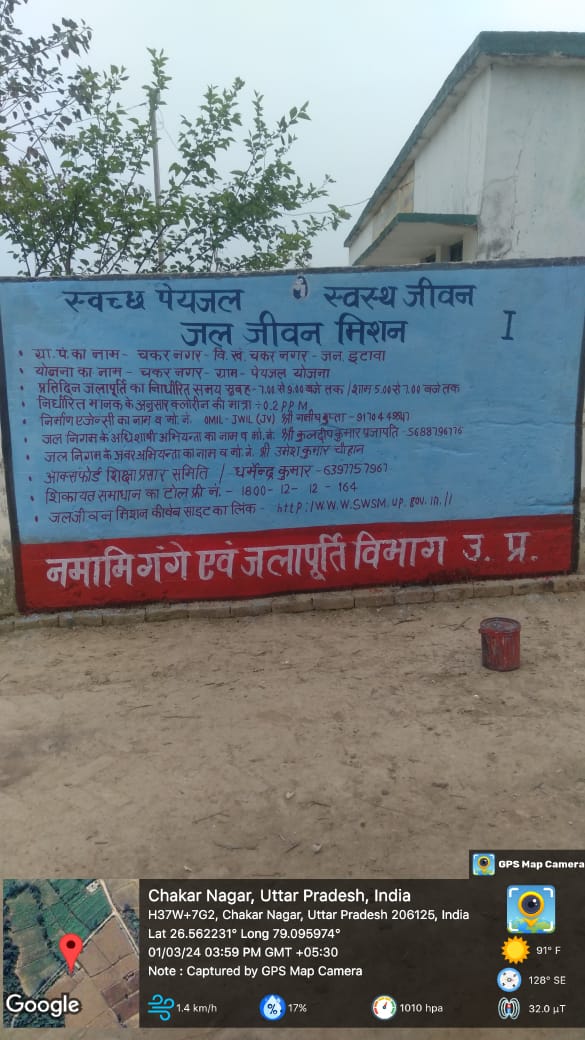 स्वच्छ पेयजल स्वस्थ जीवन
जल जीवन मिशन I
• ग्रा.पं.का नाम- चकर नगर- वि.खं. चकर नगर- जन. इटावा
• योजना का नाम- चकर नगर- ग्राम- पेयजल योजना
• प्रतिदिन जलापूर्ति का निर्धारित समय सुबह-7.00 से 9.00 बजे तक/शाम 5.00 से 7.00 बजे तक
• निर्धारित मानक के अनुसार क्लोरीन की मात्रा÷0.2 PPM
• निर्माण एजेन्सी का नाम व मो.नं. OMIL-JWIL (JV) श्री गुप्ता-
• जल निगम के अधिशाषी अभियन्ता का नाम व मो.नं. श्री कुलदीप कुमार प्रजापति -5688796776
जल निगम के अवर अभियन्ता का नाम व मो.नं. श्री उमेश कुमार चौहान
• आक्सफोर्ड शिक्षा प्रसार समिति / धर्मेन्द्र कुमार -6397757967
• शिकायत समाधान का टोल फ्री नं. - 1800-12-12-164
• जलजीवन मिशन की वेब साइट का लिंक- http:/WWW.SWSM.up.gov.in.//
नमामि गंगे एवं जलापूर्ति विभाग उ. प्र.
GPS Map Camera
Chakar Nagar, Uttar Pradesh, India
H37W+7G2, Chakar Nagar, Uttar Pradesh 206125, India
Lat 26.562231° Long 79.095974°
01/03/24 03:59 PM GMT +05:30
Note : Captured by GPS Map Camera
Google
1.4 km/h
17%
1010 hpa
91° F
128° SE
32.0 µT